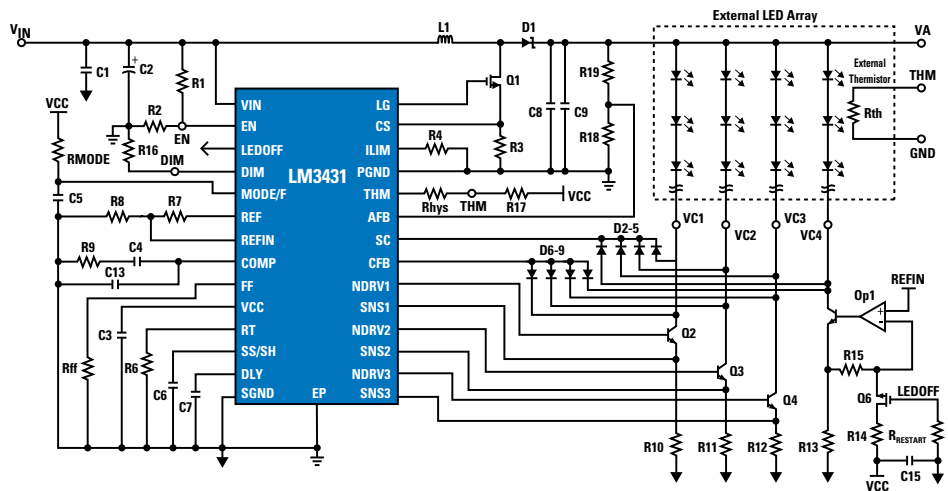 External LED Array
VIN
L1
D1
VA
C1
C2
+
R1
Q1
External
Thermistor
THM
R19
C8
C9
Rth
VCC
R2
EN
R3
R18
GND
RMODE
R16
DIM
R4
VIN
LG
EN
CS
LEDOFF
ILIM
DIM
PGND
LM3431
MODE/F
THM
REF
AFB
REFIN
SC
COMP
CFB
FF
NDRV1
VCC
SNS1
RT
NDRV2
SS/SH
SNS2
DLY
NDRV3
SGND
EP
SNS3
Rhys
THM
R17
VCC
C5
R8
R7
VC1
VC2
VC3
VC4
D2-5
D6-9
R9
C4
C13
REFIN
Op1
+
-
Q2
C3
R6
Rff
C6
C7
Q3
R15
Q4
Q6
LEDOFF
R10
R11
R12
R13
R14
RRESTART
VCC
C15